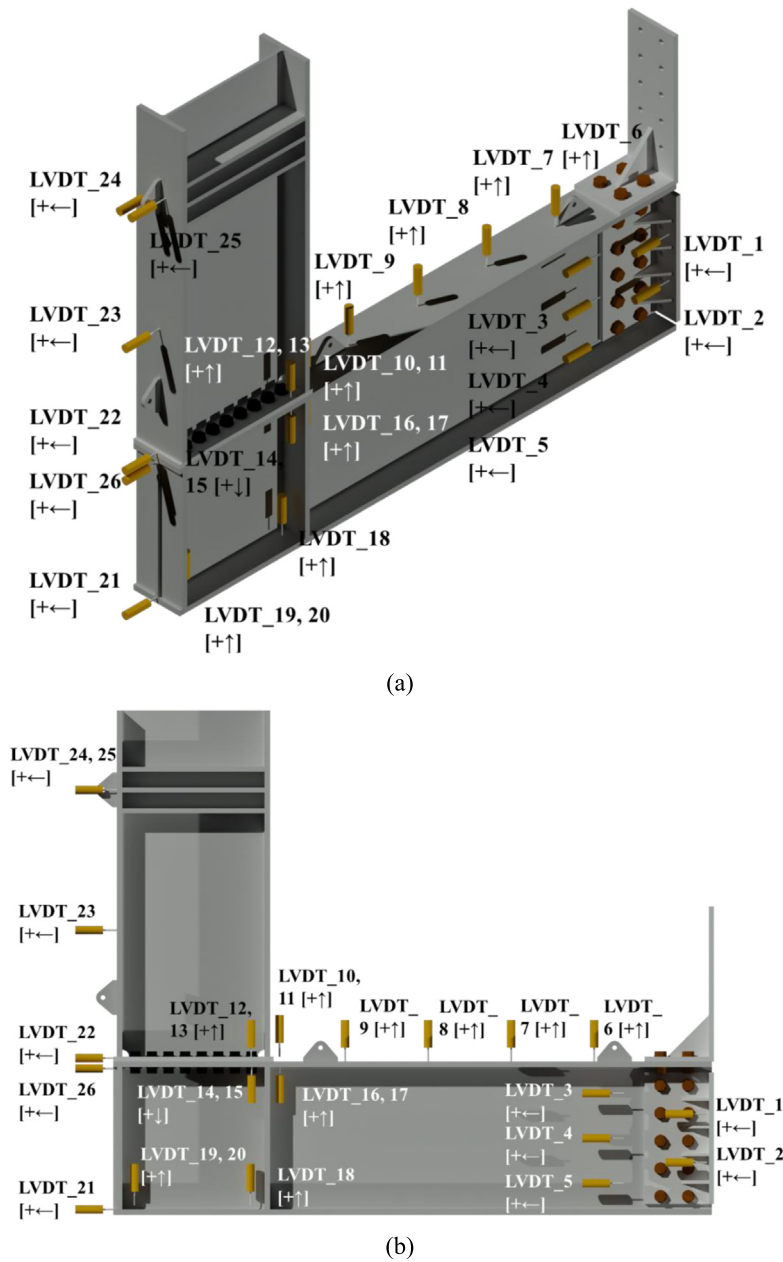 LVDT_6
[+↑]
LVDT_7
[+↑]
LVDT_24
[+←]
LVDT_8
[+↑]
LVDT_25
[+←]
LVDT_1
[+←]
LVDT_9
[+↑]
LVDT_23
[+←]
LVDT_2
[+←]
LVDT_3
[+←]
LVDT_12, 13
[+↑]
LVDT_10, 11
[+↑]
LVDT_4
[+←]
LVDT_22
[+←]
LVDT_16, 17
[+↑]
LVDT_5
[+←]
LVDT_14,
15 [+↓]
LVDT_26
[+←]
LVDT_18
[+↑]
LVDT_21
[+←]
LVDT_19, 20
[+↑]
(a)
LVDT_24, 25
[+←]
LVDT_23
[+←]
LVDT_10,
11 [+↑]
LVDT_12,
13 [+↑]
LVDT_
9 [+↑]
LVDT_
8 [+↑]
LVDT_
7 [+↑]
LVDT_
6 [+↑]
LVDT_22
[+←]
LVDT_26
[+←]
LVDT_14, 15
[+↓]
LVDT_16, 17
[+↑]
LVDT_3
[+←]
LVDT_1
[+←]
LVDT_4
[+←]
LVDT_2
[+←]
LVDT_19, 20
[+↑]
LVDT_18
[+↑]
LVDT_5
[+←]
LVDT_21
[+←]
(b)